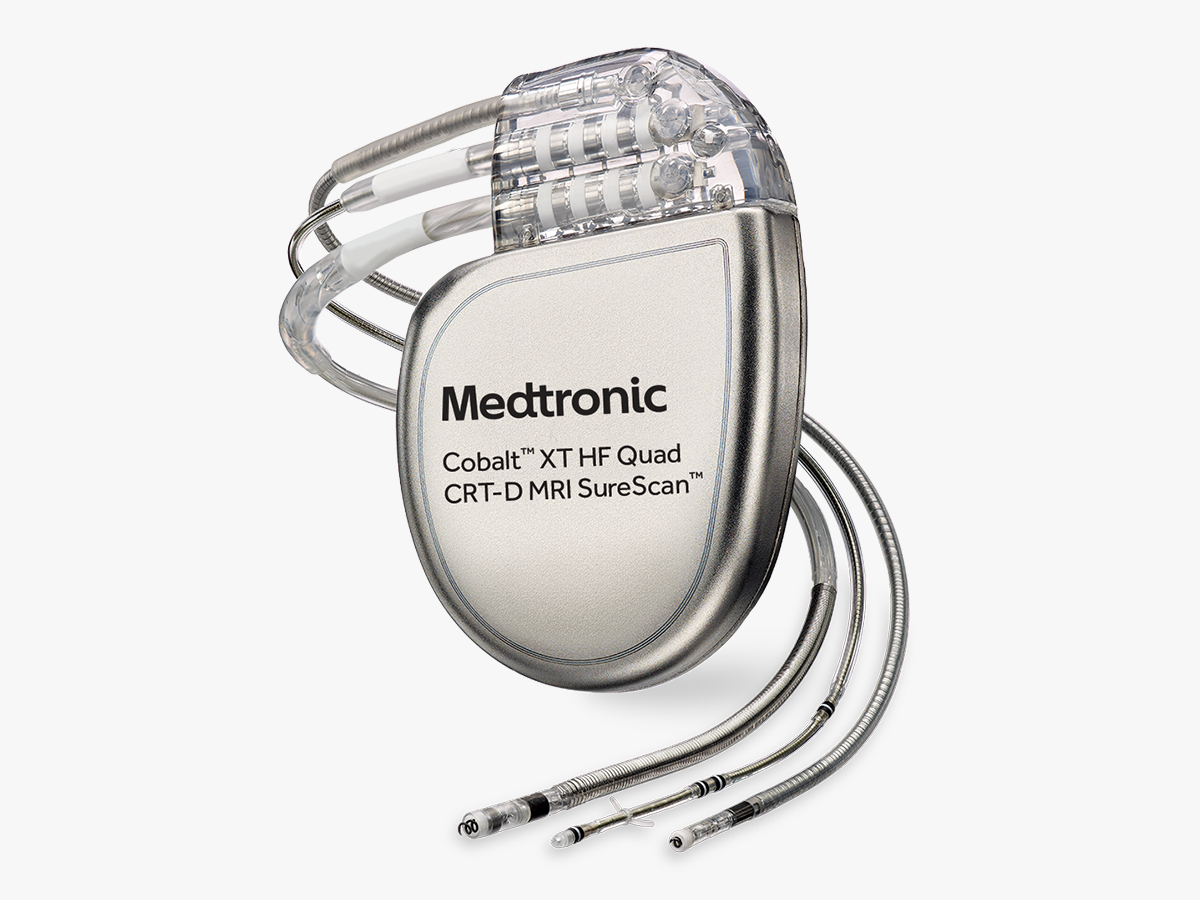 Medtronic
Cobalt™ XT HF Quad
CRT-D MRI SureScan™